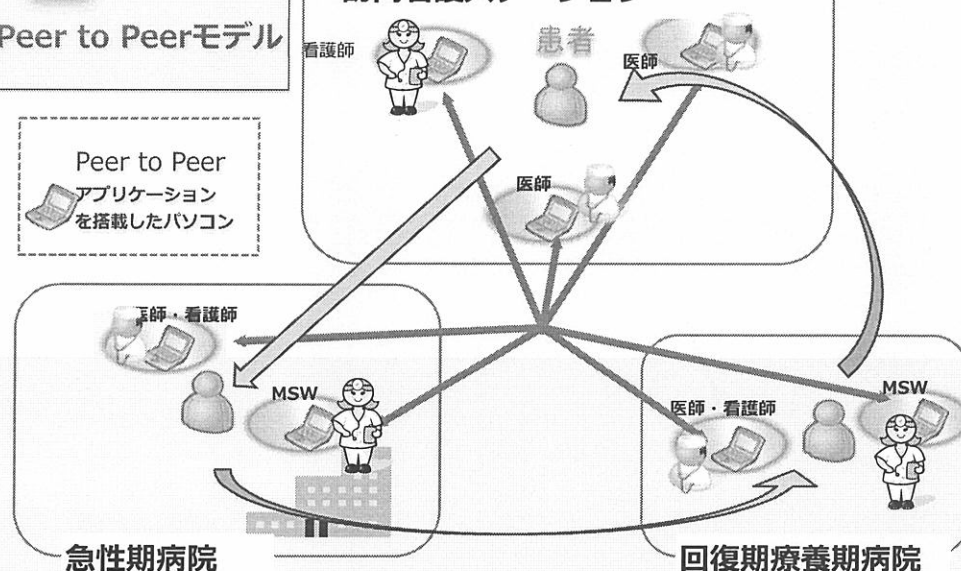 Peer to Peerモデル
看護師
患者
医師
医師
Peer to Peer
アプリケーション
を搭載したパソコン
医師・看護師
MSW
MSW
医師・看護師
急性期病院
回復期療養期病院